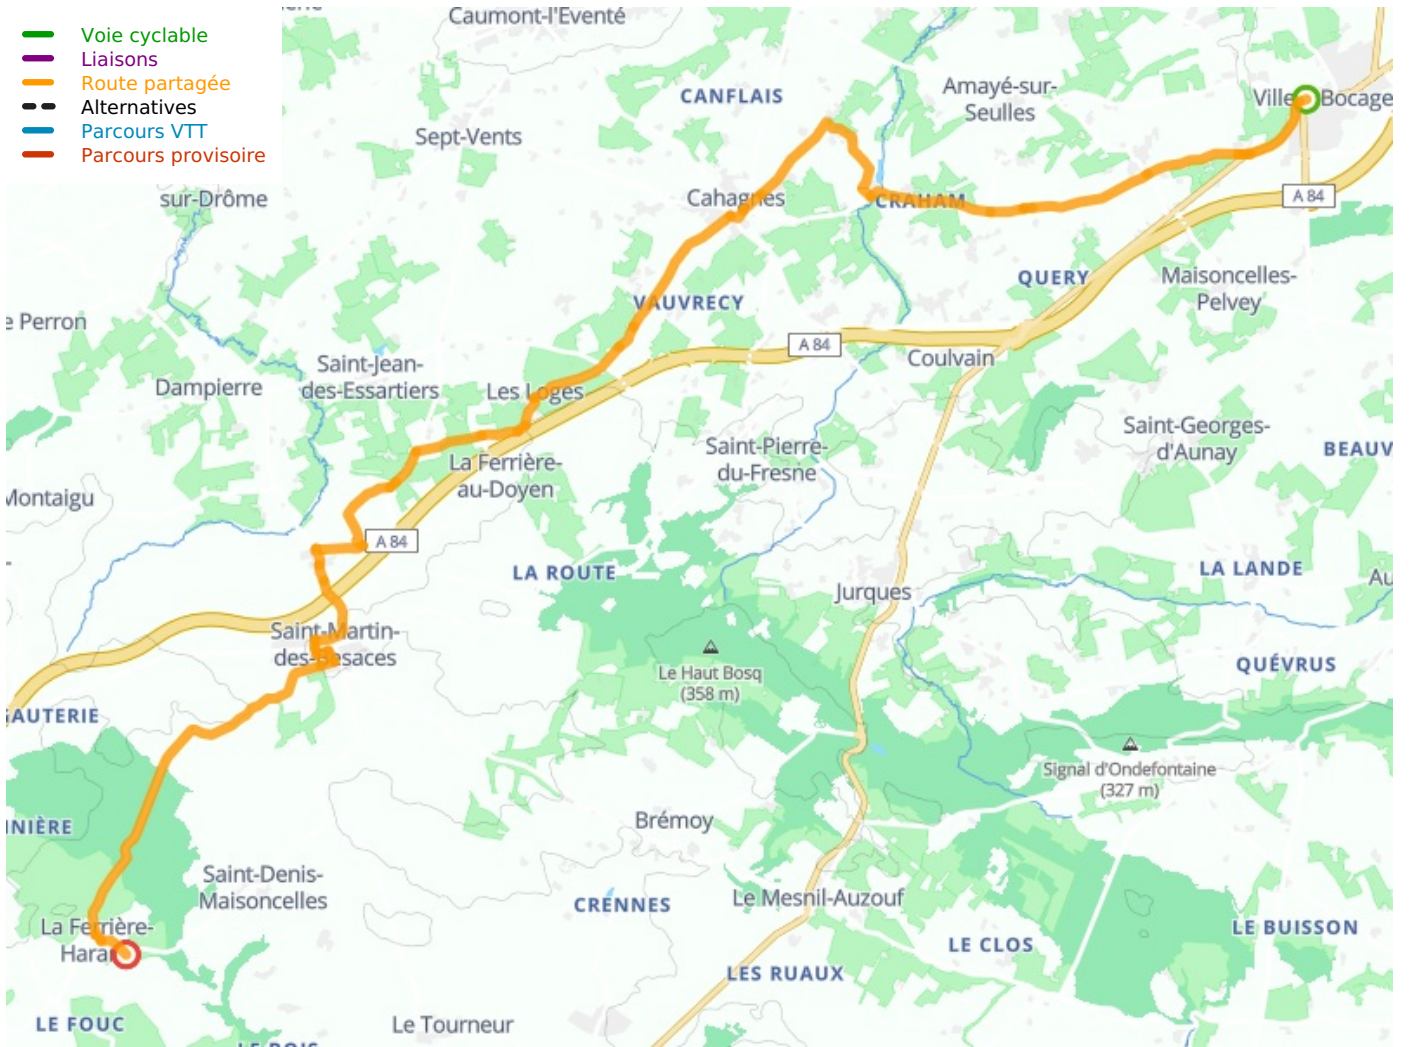 Caumont-l'Eventé
Voie cyclable
Liaisons
Route partagée
Alternatives
Parcours VTT
Parcours provisoire
CANFLAIS
Amayé-sur-
Seulles
Bocage
Sept-Vents
sur-Drôme
Cahagnes
CRAHAM
A 84
QUERY
Maisoncelles-
Pelvey
VAUVRECY
Perron
A 84
Coulvain
Saint-Jean-
des-Essartiers
Dampierre
Les Loges
Saint-Georges-
d'Aunay
BEAUV
Saint-Pierre-
du-Fresne
La Ferrière-
au-Doyen
Montaigu
A 84
LA ROUTE
LA LANDE
Au
Jurques
Saint-Martin-
des-Besaces
Le Haut Bosq
(358 m)
QUÉVRUS
GAUTERIE
Signal d'Ondefontaine
(327 m)
Brémoy
NIÈRE
Saint-Denis-
Maisoncelles
CRENNES
Le Mesnil-Auzouf
La Ferrière-
Hara
LE BUISSON
LE CLOS
LES RUAUX
LE FOUC
Le Tourneur